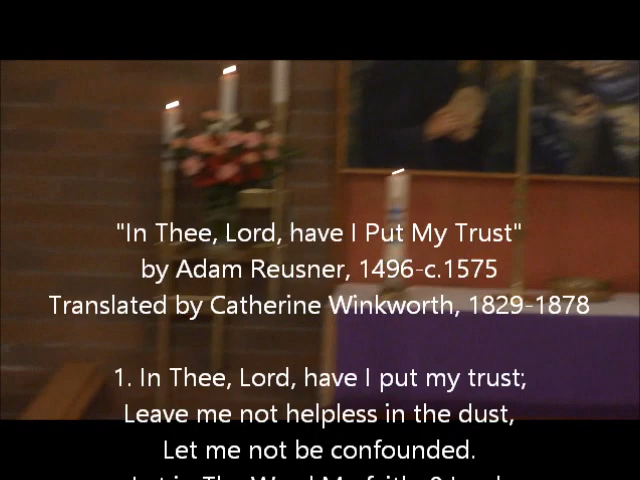 "In Thee, Lord, have I Put My Trust"
by Adam Reusner, 1496-c.1575
Translated by Catherine Winkworth, 1829-1878
1. In Thee, Lord, have I put my trust;
Leave me not helpless in the dust,
Let me not be confounded.